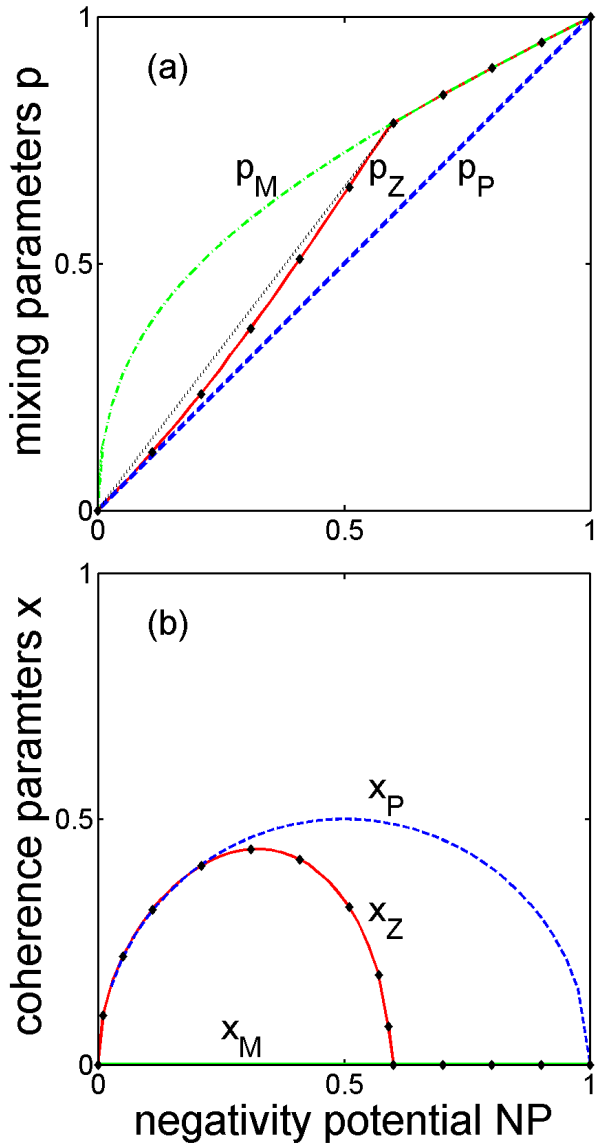 1
(a)
mixing parameters p
p_M p_Z p_P
0.5
0
0 0.5 1
1
(b)
coherence paramters x
x_P
0.5
x_Z
x_M
0
0 0.5 1
negativity potential NP